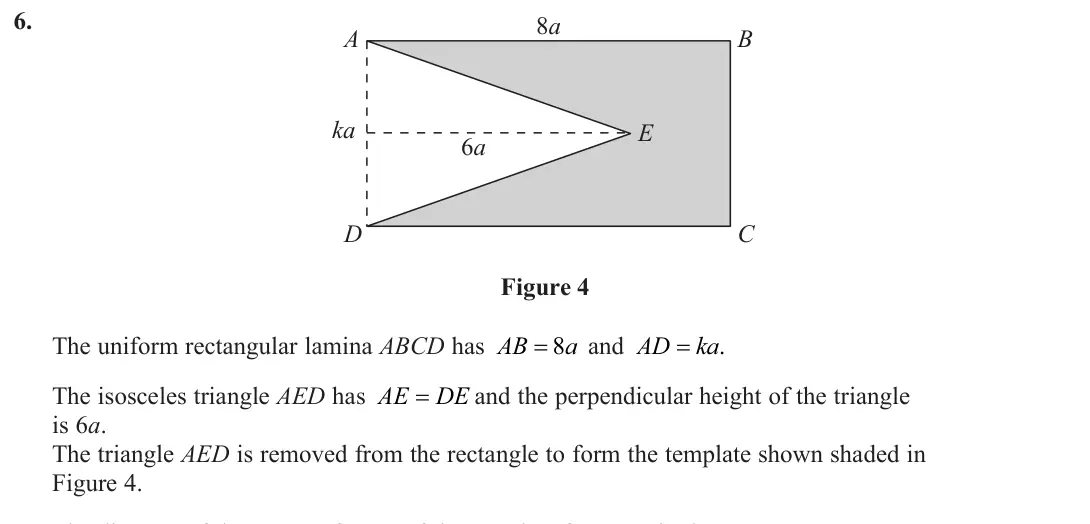 6.
8a
A
B
ka
E
6a
D
C
Figure 4
The uniform rectangular lamina ABCD has AB = 8a and AD = ka.
The isosceles triangle AED has AE = DE and the perpendicular height of the triangle
is 6a.
The triangle AED is removed from the rectangle to form the template shown shaded in
Figure 4.